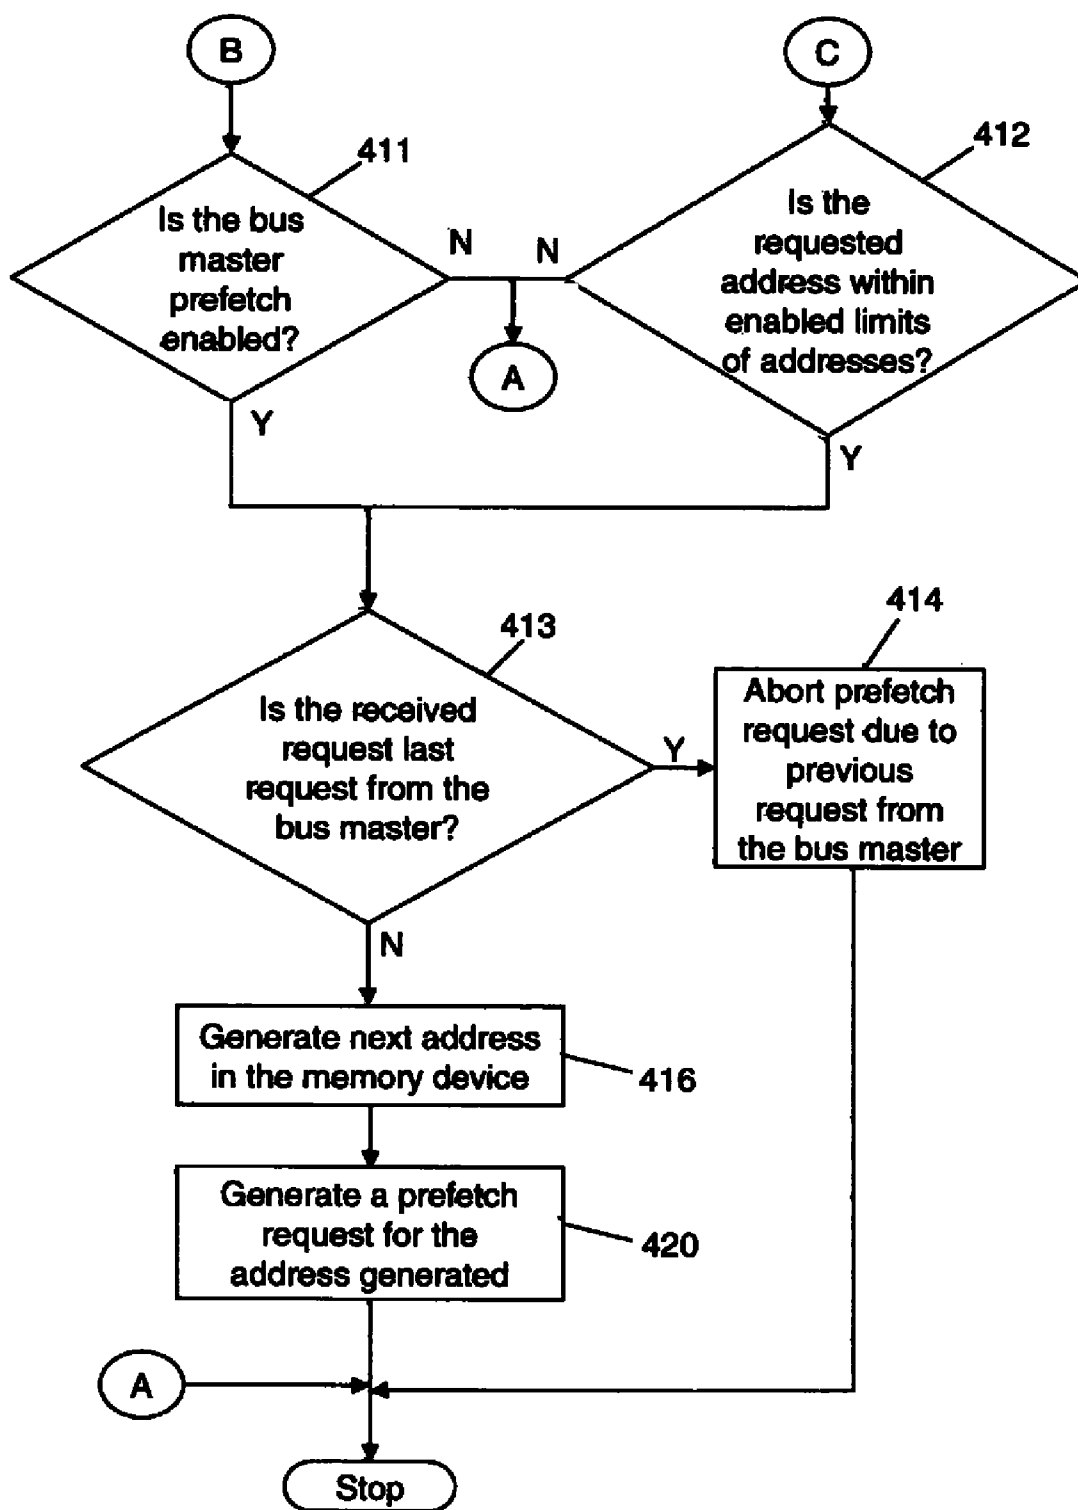 B
C
411
412
Is the bus
master
prefetch
enabled?
N
N
Is the
requested
address within
enabled limits
of addresses?
A
Y
Y
413
414
Is the received
request last
request from the
bus master?
Y
Abort prefetch
request due to
previous
request from
the bus master
N
Generate next address
in the memory device
416
Generate a prefetch
request for the
address generated
420
A
Stop